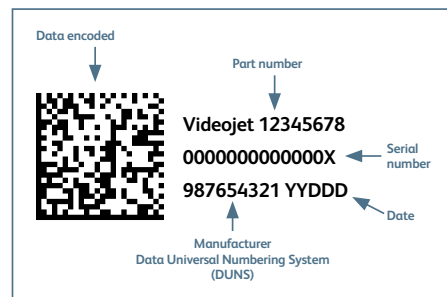 Data encoded
Part number
Videojet 12345678
0000000000000X
Serial
number
987654321 YYDDD
Date
Manufacturer
Data Universal Numbering System
(DUNS)